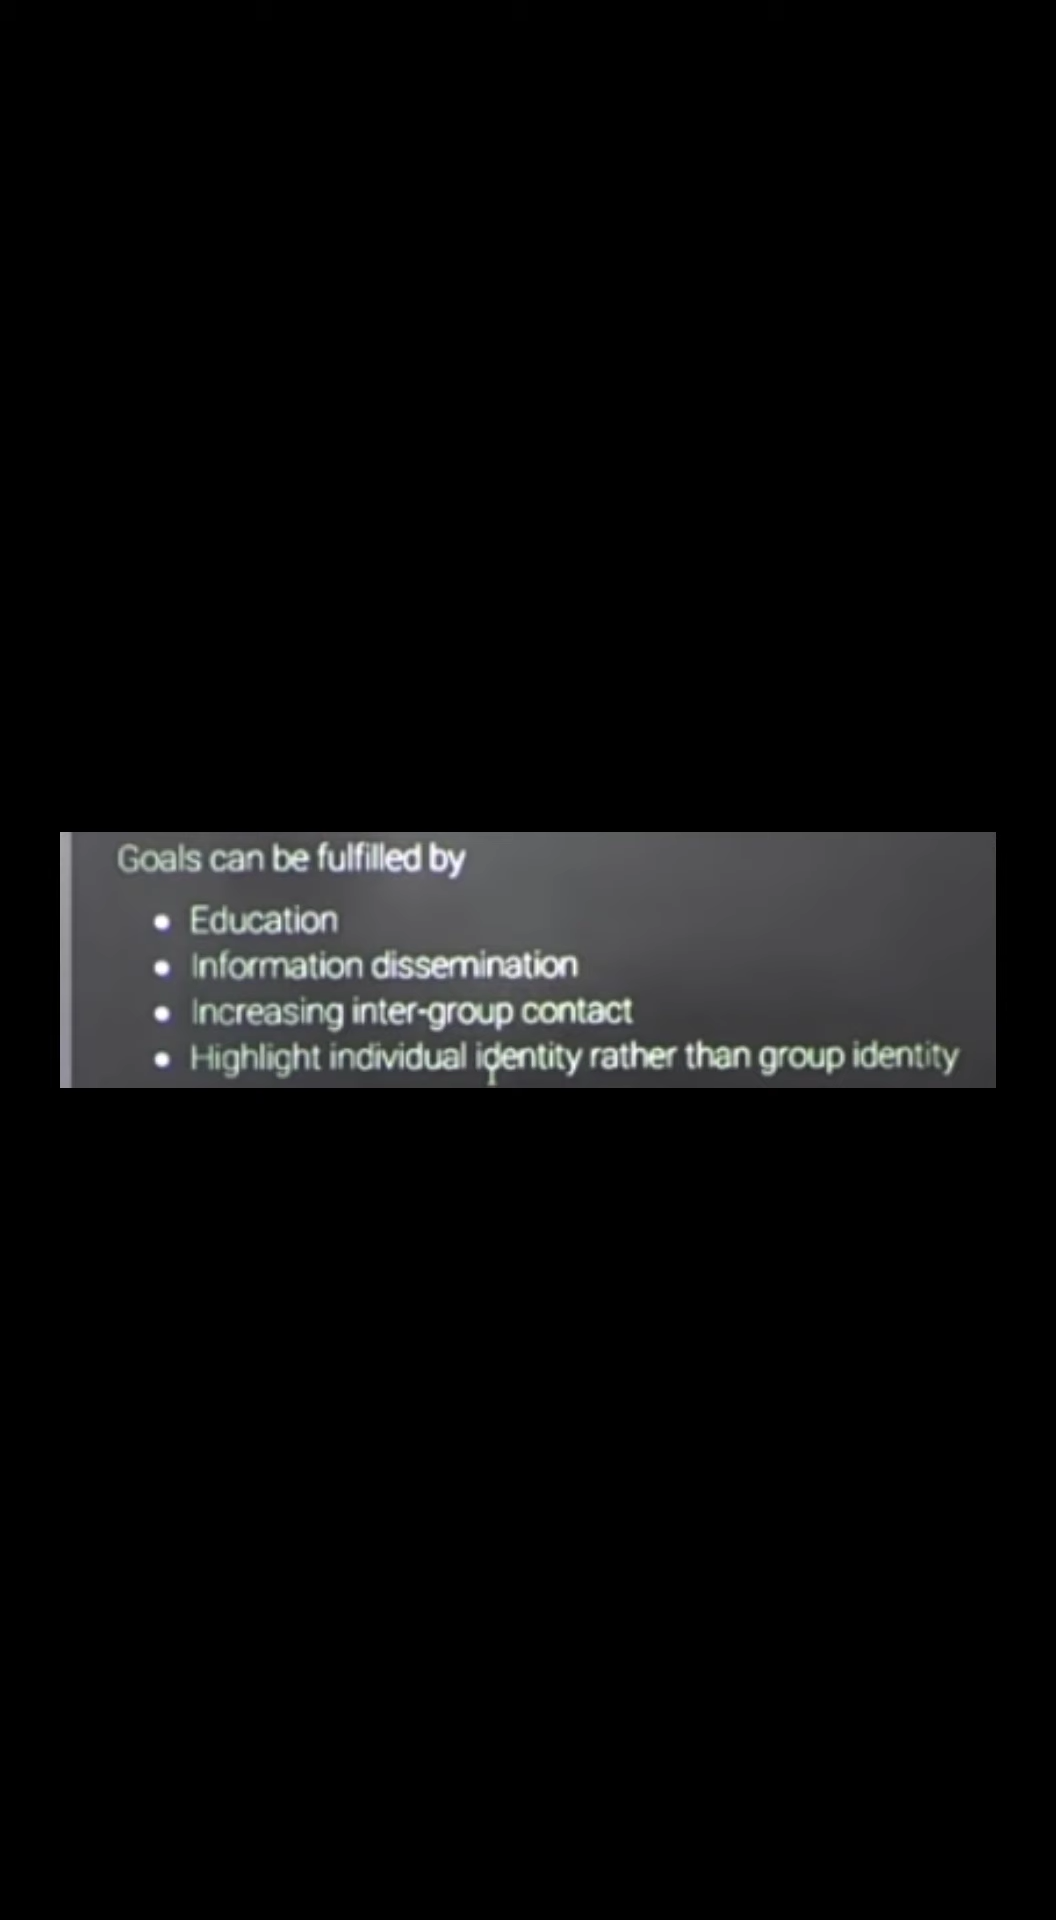 Goals can be fulfilled by
• Education
• Information dissemination
• Increasing inter-group contact
• Highlight individual identity rather than group identity